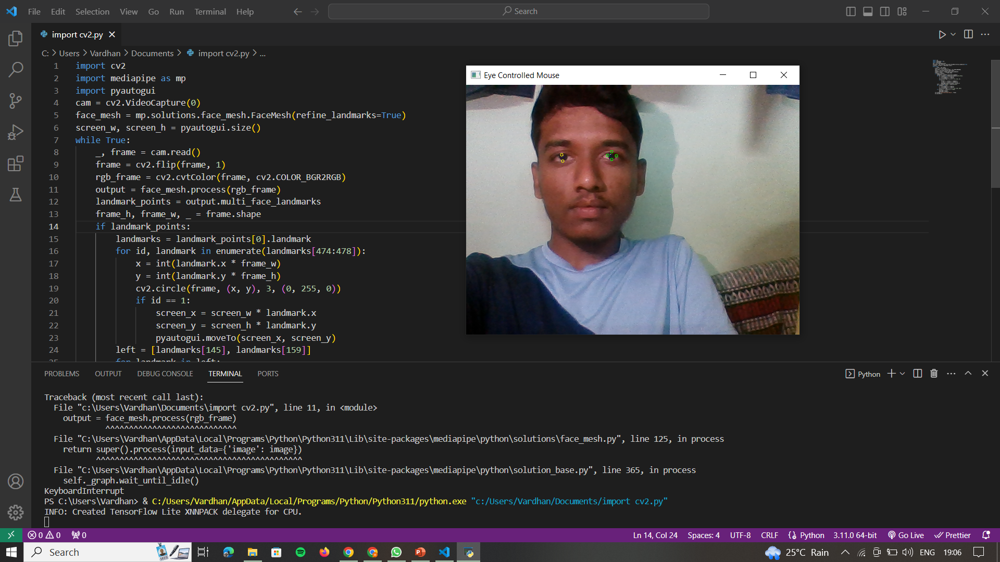 File Edit Selection View Go Run Terminal Help
Search
import cv2.py
C: > Users > Vardhan > Documents > import cv2.py > ...
1 import cv2
2 import mediapipe as mp
3 import pyautogui
4 cam = cv2.VideoCapture(0)
5 face_mesh = mp.solutions.face_mesh.FaceMesh(refine_landmarks=True)
6 screen_w, screen_h = pyautogui.size()
7 while True:
8 _, frame = cam.read()
9 frame = cv2.flip(frame, 1)
10 rgb_frame = cv2.cvtColor(frame, cv2.COLOR_BGR2RGB)
11 output = face_mesh.process(rgb_frame)
12 landmark_points = output.multi_face_landmarks
13 frame_h, frame_w, _ = frame.shape
14 if landmark_points:
15 landmarks = landmark_points[0].landmark
16 for id, landmark in enumerate(landmarks[474:478]):
17 x = int(landmark.x * frame_w)
18 y = int(landmark.y * frame_h)
19 cv2.circle(frame, (x, y), 3, (0, 255, 0))
20 if id == 1:
21 screen_x = screen_w * landmark.x
22 screen_y = screen_h * landmark.y
23 pyautogui.moveTo(screen_x, screen_y)
24 left = [landmarks[145], landmarks[159]]
25 for landmark in left:
Eye Controlled Mouse
PROBLEMS OUTPUT DEBUG CONSOLE TERMINAL PORTS
Python
Traceback (most recent call last):
File "c:\Users\Vardhan\Documents\import cv2.py", line 11, in <module>
output = face_mesh.process(rgb_frame)
^^^^^^^^^^^^^^^^^^^^^^^^^^^^
File "C:\Users\Vardhan\AppData\Local\Programs\Python\Python311\Lib\site-packages\mediapipe\python\solutions\face_mesh.py", line 125, in process
return super().process(input_data={'image': image})
^^^^^^^^^^^^^^^^^^^^^^^^^^^^^^^^^^^^^^^^^^^^
File "C:\Users\Vardhan\AppData\Local\Programs\Python\Python311\Lib\site-packages\mediapipe\python\solution_base.py", line 365, in process
self._graph.wait_until_idle()
KeyboardInterrupt
PS C:\Users\Vardhan> & C:/Users/Vardhan/AppData/Local/Programs/Python/Python311/python.exe "c:/Users/Vardhan/Documents/import cv2.py"
INFO: Created TensorFlow Lite XNNPACK delegate for CPU.
0 0 0 Ln 14, Col 24 Spaces: 4 UTF-8 CRLF Python 3.11.0 64-bit Go Live Prettier
Search 25°C Rain ENG 19:06